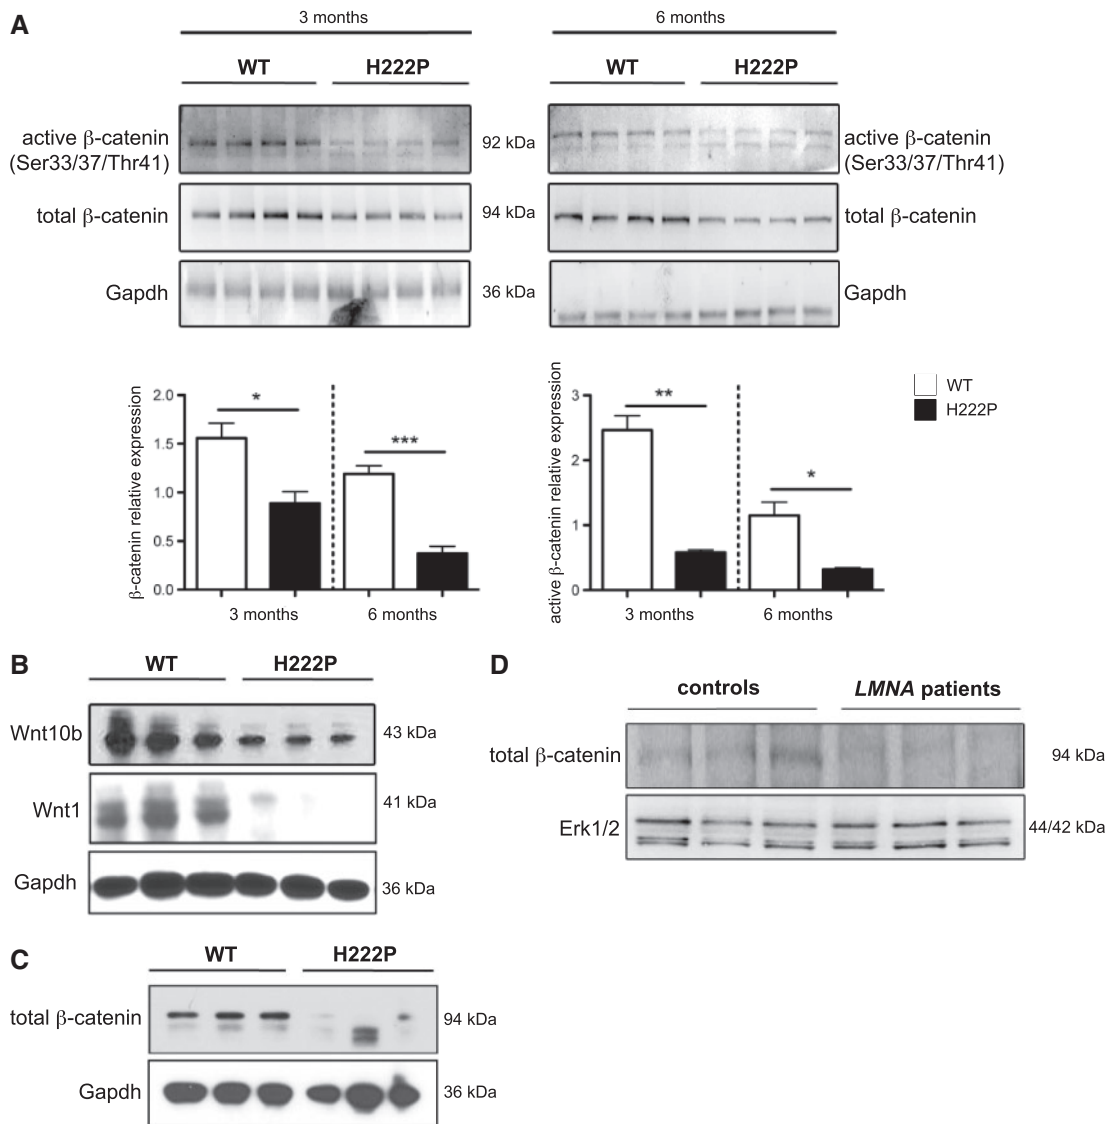 A
3 months
6 months
WT
H222P
WT
H222P
active β-catenin
(Ser33/37/Thr41)
92 kDa
active β-catenin
(Ser33/37/Thr41)
total β-catenin
94 kDa
total β-catenin
Gapdh
36 kDa
Gapdh
β-catenin relative expression
2.0
1.5
1.0
0.5
0.0
*
***
3 months
6 months
active β-catenin relative expression
3
2
1
0
**
*
3 months
6 months
WT
H222P
B
WT
H222P
Wnt10b
43 kDa
Wnt1
41 kDa
Gapdh
36 kDa
D
controls
LMNA patients
total β-catenin
94 kDa
Erk1/2
44/42 kDa
C
WT
H222P
total β-catenin
94 kDa
Gapdh
36 kDa